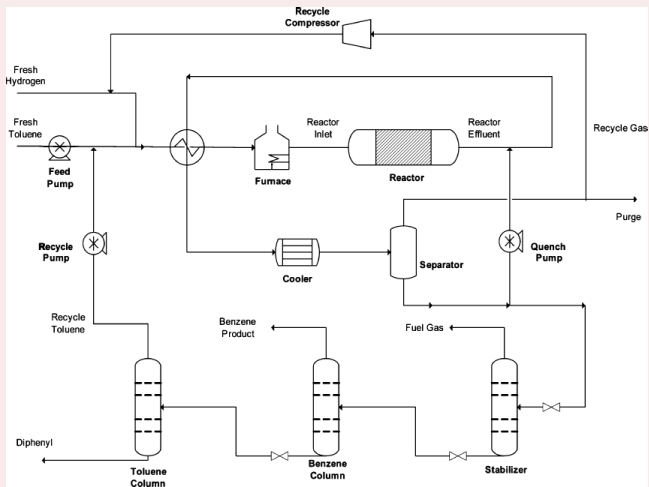 Recycle
Compressor
Fresh
Hydrogen
Fresh
Toluene
Feed
Pump
Furnace
Reactor
Inlet
Reactor
Reactor
Effluent
Recycle Gas
Purge
Recycle
Pump
Cooler
Separator
Quench
Pump
Recycle
Toluene
Benzene
Product
Fuel Gas
Diphenyl
Toluene
Column
Benzene
Column
Stabilizer